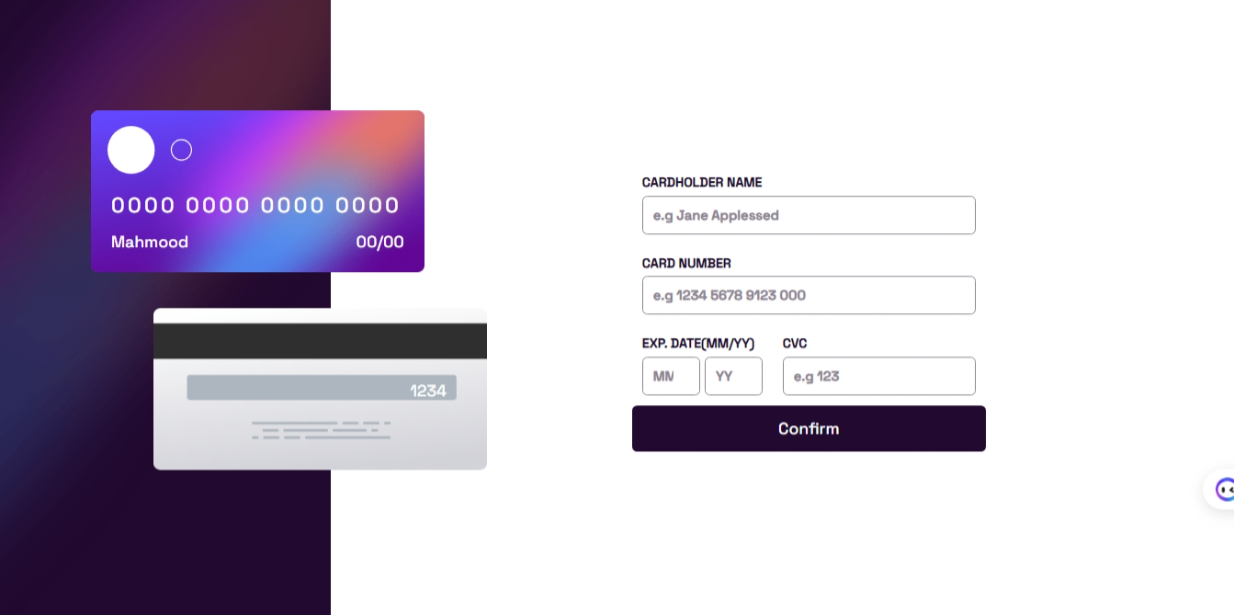 0000 0000 0000 0000
Mahmood 00/00
1234
CARDHOLDER NAME
e.g Jane Applessed
CARD NUMBER
e.g 1234 5678 9123 000
EXP. DATE(MM/YY) CVC
MM YY e.g 123
Confirm